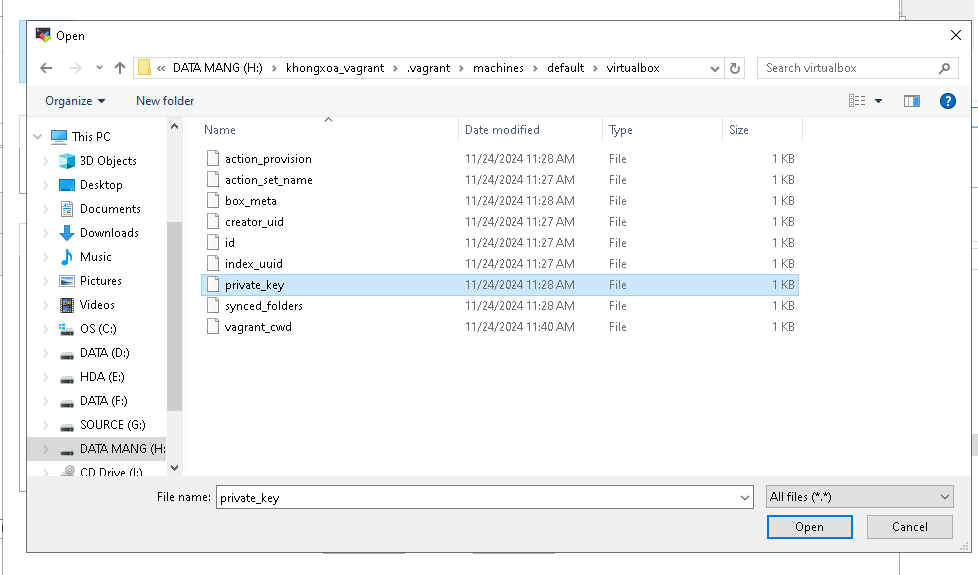 Open
« DATA MANG (H:) > khongxoa_vagrant > .vagrant > machines > default > virtualbox
Search virtualbox
Organize
New folder
?
This PC
3D Objects
Desktop
Documents
Downloads
Music
Pictures
Videos
OS (C:)
DATA (D:)
HDA (E:)
DATA (F:)
SOURCE (G:)
DATA MANG (H:
CD Drive (I:)
Name Date modified Type Size
action_provision 11/24/2024 11:28 AM File 1 KB
action_set_name 11/24/2024 11:27 AM File 1 KB
box_meta 11/24/2024 11:28 AM File 1 KB
creator_uid 11/24/2024 11:27 AM File 1 KB
id 11/24/2024 11:27 AM File 1 KB
index_uuid 11/24/2024 11:27 AM File 1 KB
private_key 11/24/2024 11:28 AM File 1 KB
synced_folders 11/24/2024 11:28 AM File 1 KB
vagrant_cwd 11/24/2024 11:40 AM File 1 KB
File name: private_key
All files (*.*)
Open
Cancel